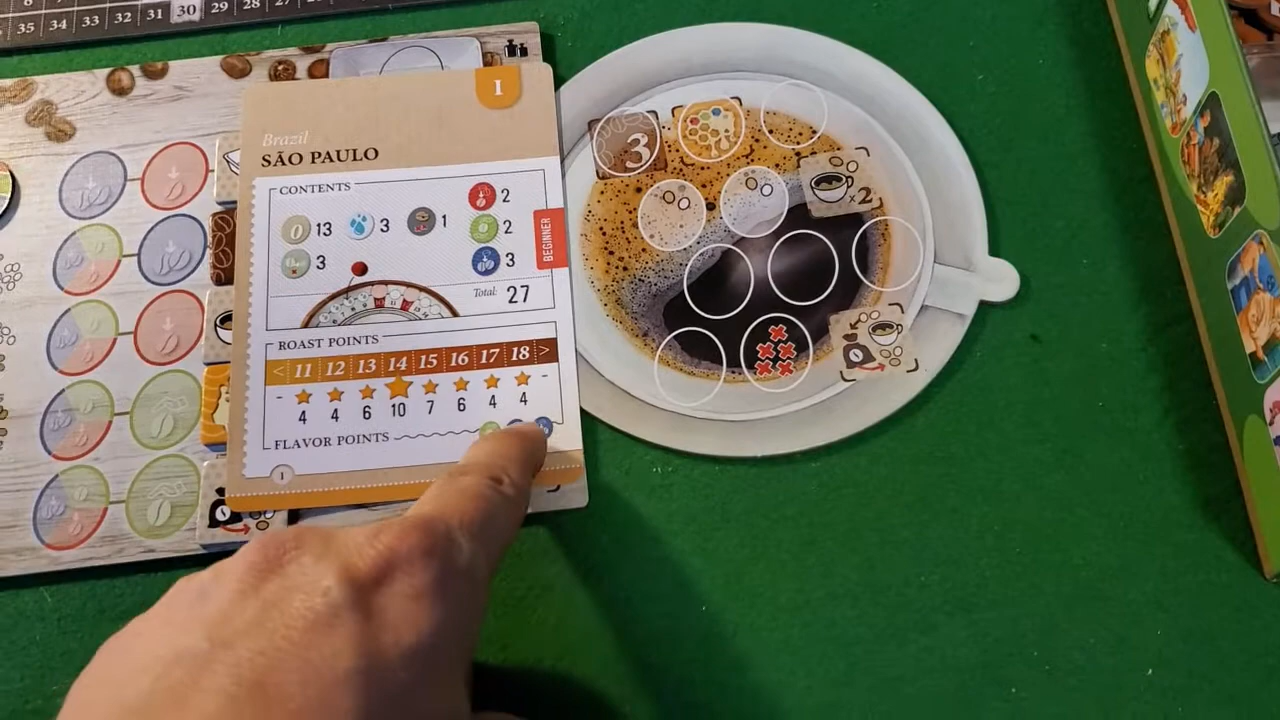 35 34 33 32 31 30 29 28 27
I
Brazil
SÃO PAULO
CONTENTS
13 3 1 2
2
3 3
Total: 27
BEGINNER
ROAST POINTS
< 11 12 13 14 15 16 17 18 >
- 4 4 6 10 7 6 4 4 -
FLAVOR POINTS
1
3
x2